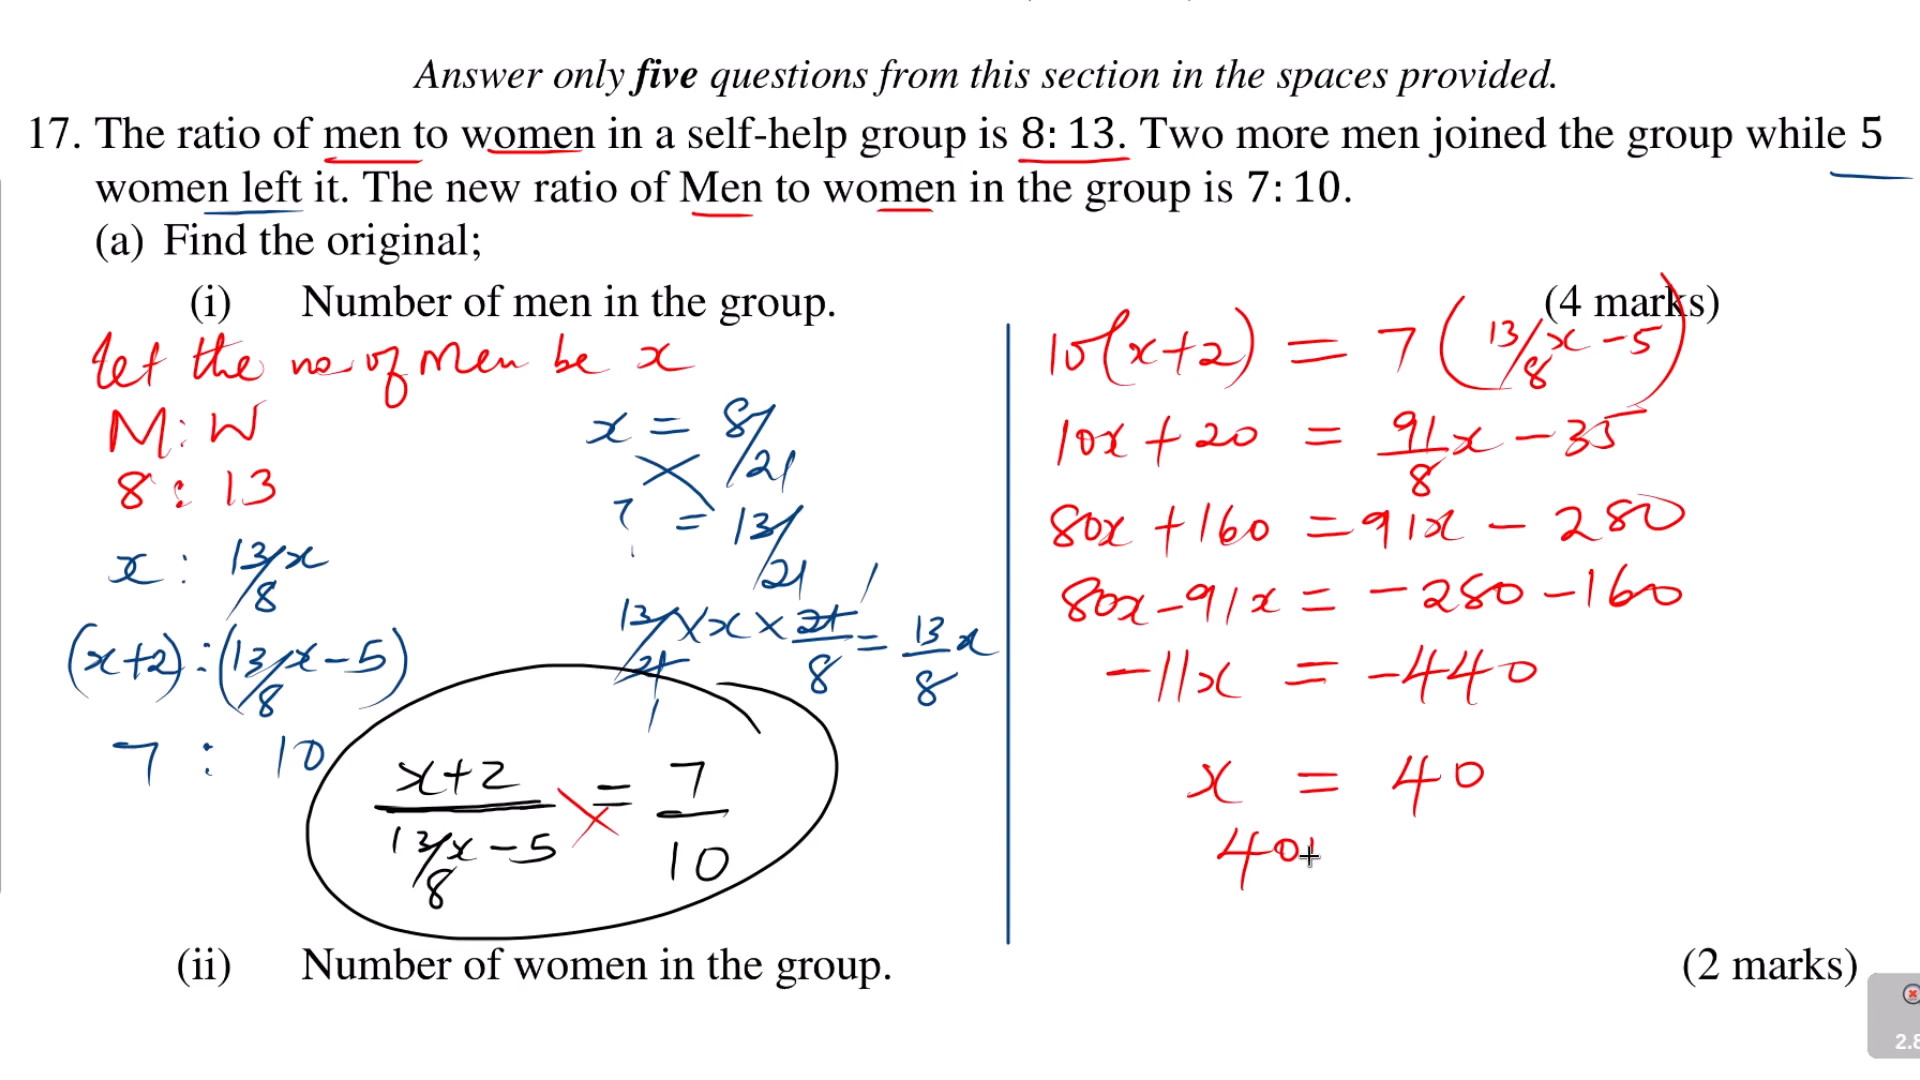 Answer only five questions from this section in the spaces provided.
17. The ratio of men to women in a self-help group is 8: 13. Two more men joined the group while 5
women left it. The new ratio of Men to women in the group is 7: 10.
(a) Find the original;
(i) Number of men in the group. (4 marks)
let the no of Men be x
M : W
8 : 13
x : 13/8 x
(x+2) : (13/8 x - 5)
7 : 10
x = 8/21
? = 13/21
13/21 × x × 21/8 = 13/8 x
1
1
(x+2)/(13/8 x - 5) = 7/10
10(x+2) = 7(13/8 x - 5)
10x + 20 = 91/8 x - 35
80x + 160 = 91x - 280
80x - 91x = -280 - 160
-11x = -440
x = 40
40
(ii) Number of women in the group. (2 marks)
2.8